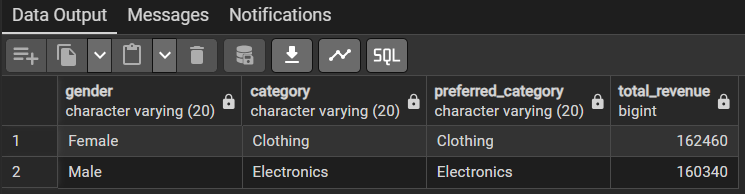 Data Output Messages Notifications
SQL
gender category preferred_category total_revenue
character varying (20) character varying (20) character varying (20) bigint
1 Female Clothing Clothing 162460
2 Male Electronics Electronics 160340